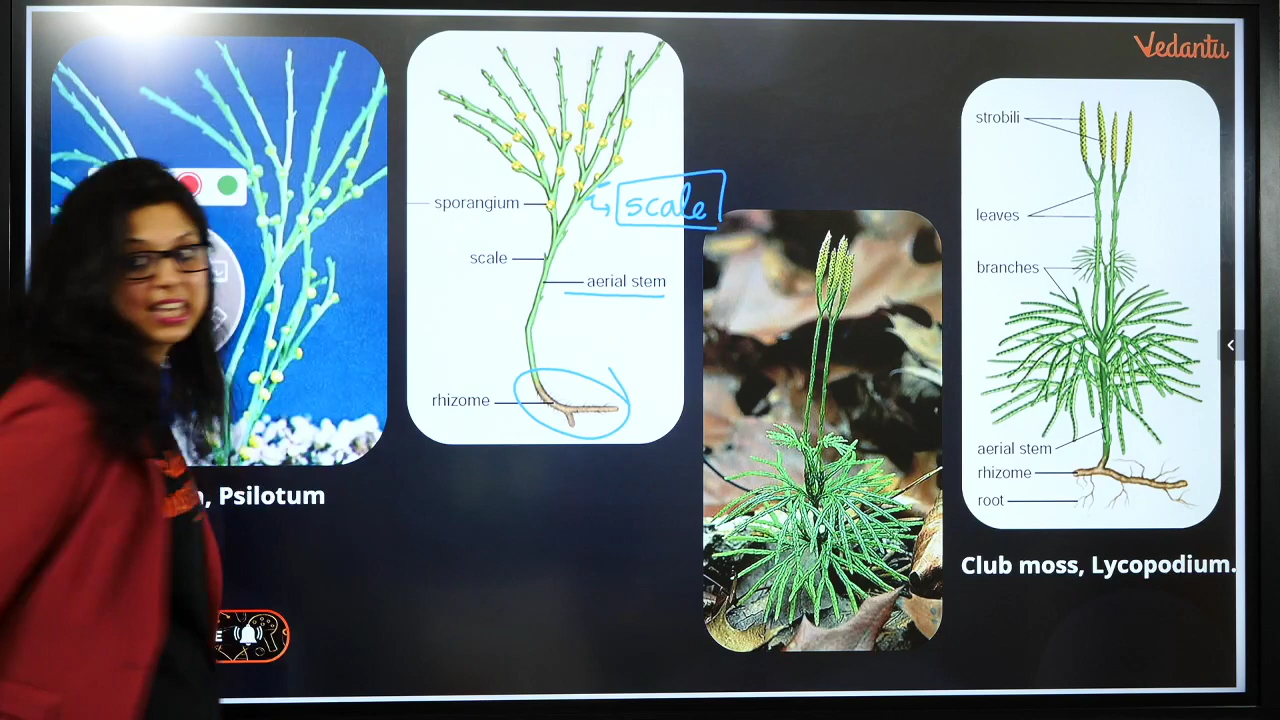 Vedantu
sporangium
scale
scale
aerial stem
rhizome
strobili
leaves
branches
aerial stem
rhizome
root
, Psilotum
Club moss, Lycopodium.